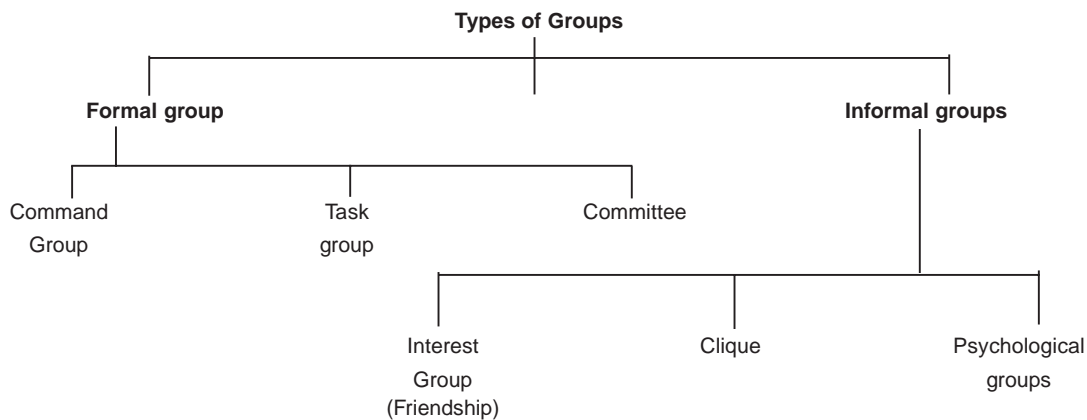 Types of Groups
Formal group
Informal groups
Command
Group
Task
group
Committee
Interest
Group
(Friendship)
Clique
Psychological
groups